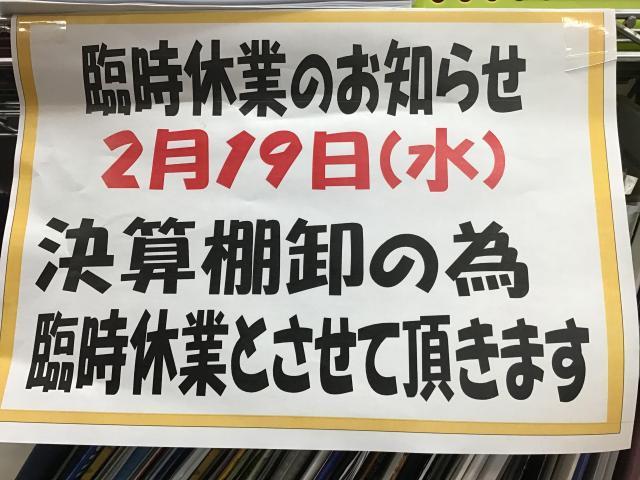 臨時休業のお知らせ
2月19日(水)
決算棚卸の為
臨時休業とさせて頂きます